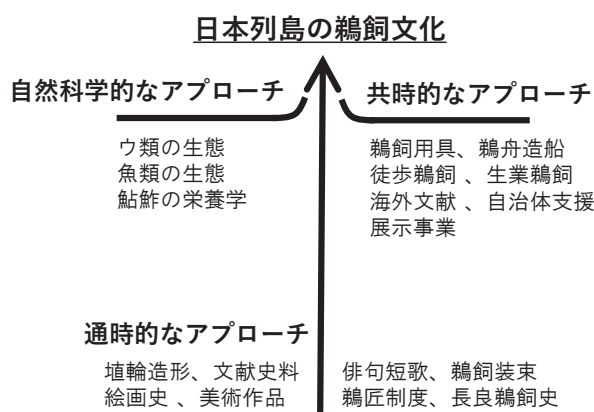 日本列島の鵜飼文化
自然科学的なアプローチ
ウ類の生態
魚類の生態
鮎鮓の栄養学
共時的なアプローチ
鵜飼用具、鵜舟造船
徒歩鵜飼 、生業鵜飼
海外文献 、自治体支援
展示事業
通時的なアプローチ
埴輪造形、文献史料
絵画史 、美術作品
俳句短歌、鵜飼装束
鵜匠制度、長良鵜飼史